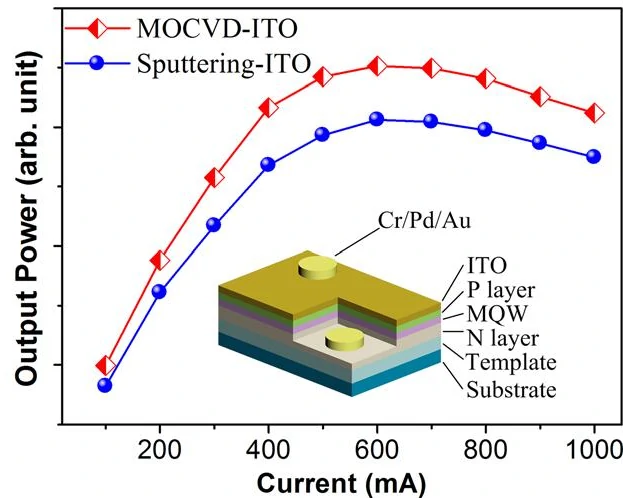 MOCVD-ITO
Sputtering-ITO
Output Power (arb. unit)
Cr/Pd/Au
ITO
P layer
MQW
N layer
Template
Substrate
200 400 600 800 1000
Current (mA)